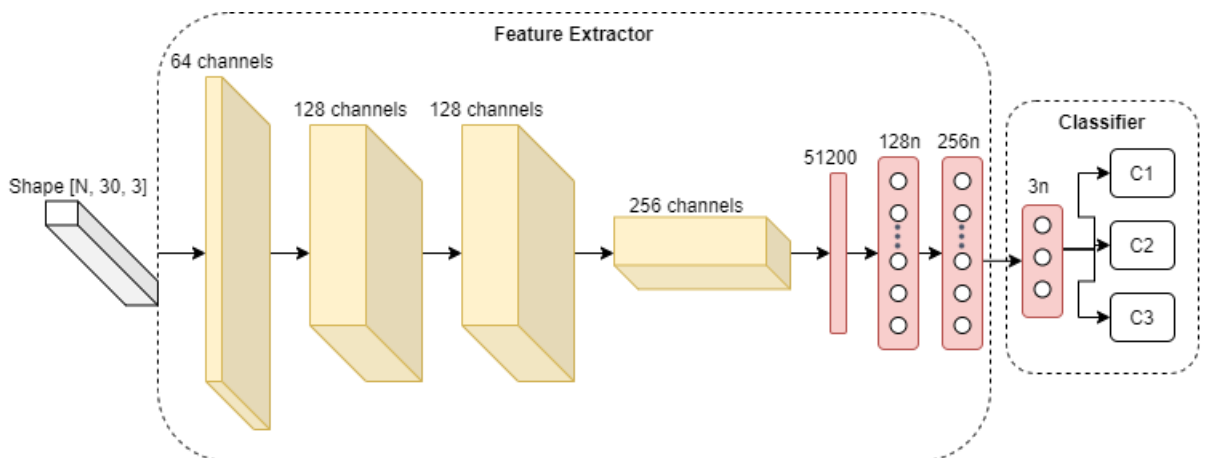 Feature Extractor
64 channels
128 channels
128 channels
Shape [N, 30, 3]
256 channels
51200
128n
256n
Classifier
3n
C1
C2
C3